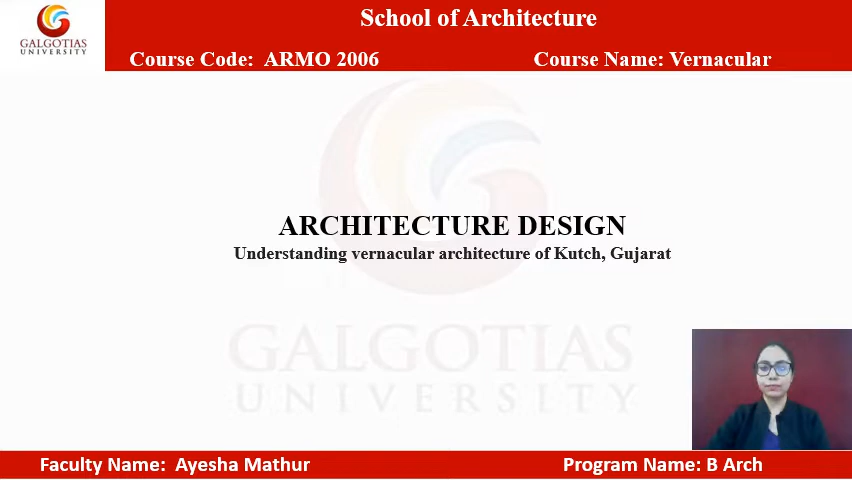 School of Architecture
GALGOTIAS
UNIVERSITY
Course Code: ARMO 2006
Course Name: Vernacular
ARCHITECTURE DESIGN
Understanding vernacular architecture of Kutch, Gujarat
GALGOTIAS
UNIVERSITY
Faculty Name: Ayesha Mathur
Program Name: B Arch